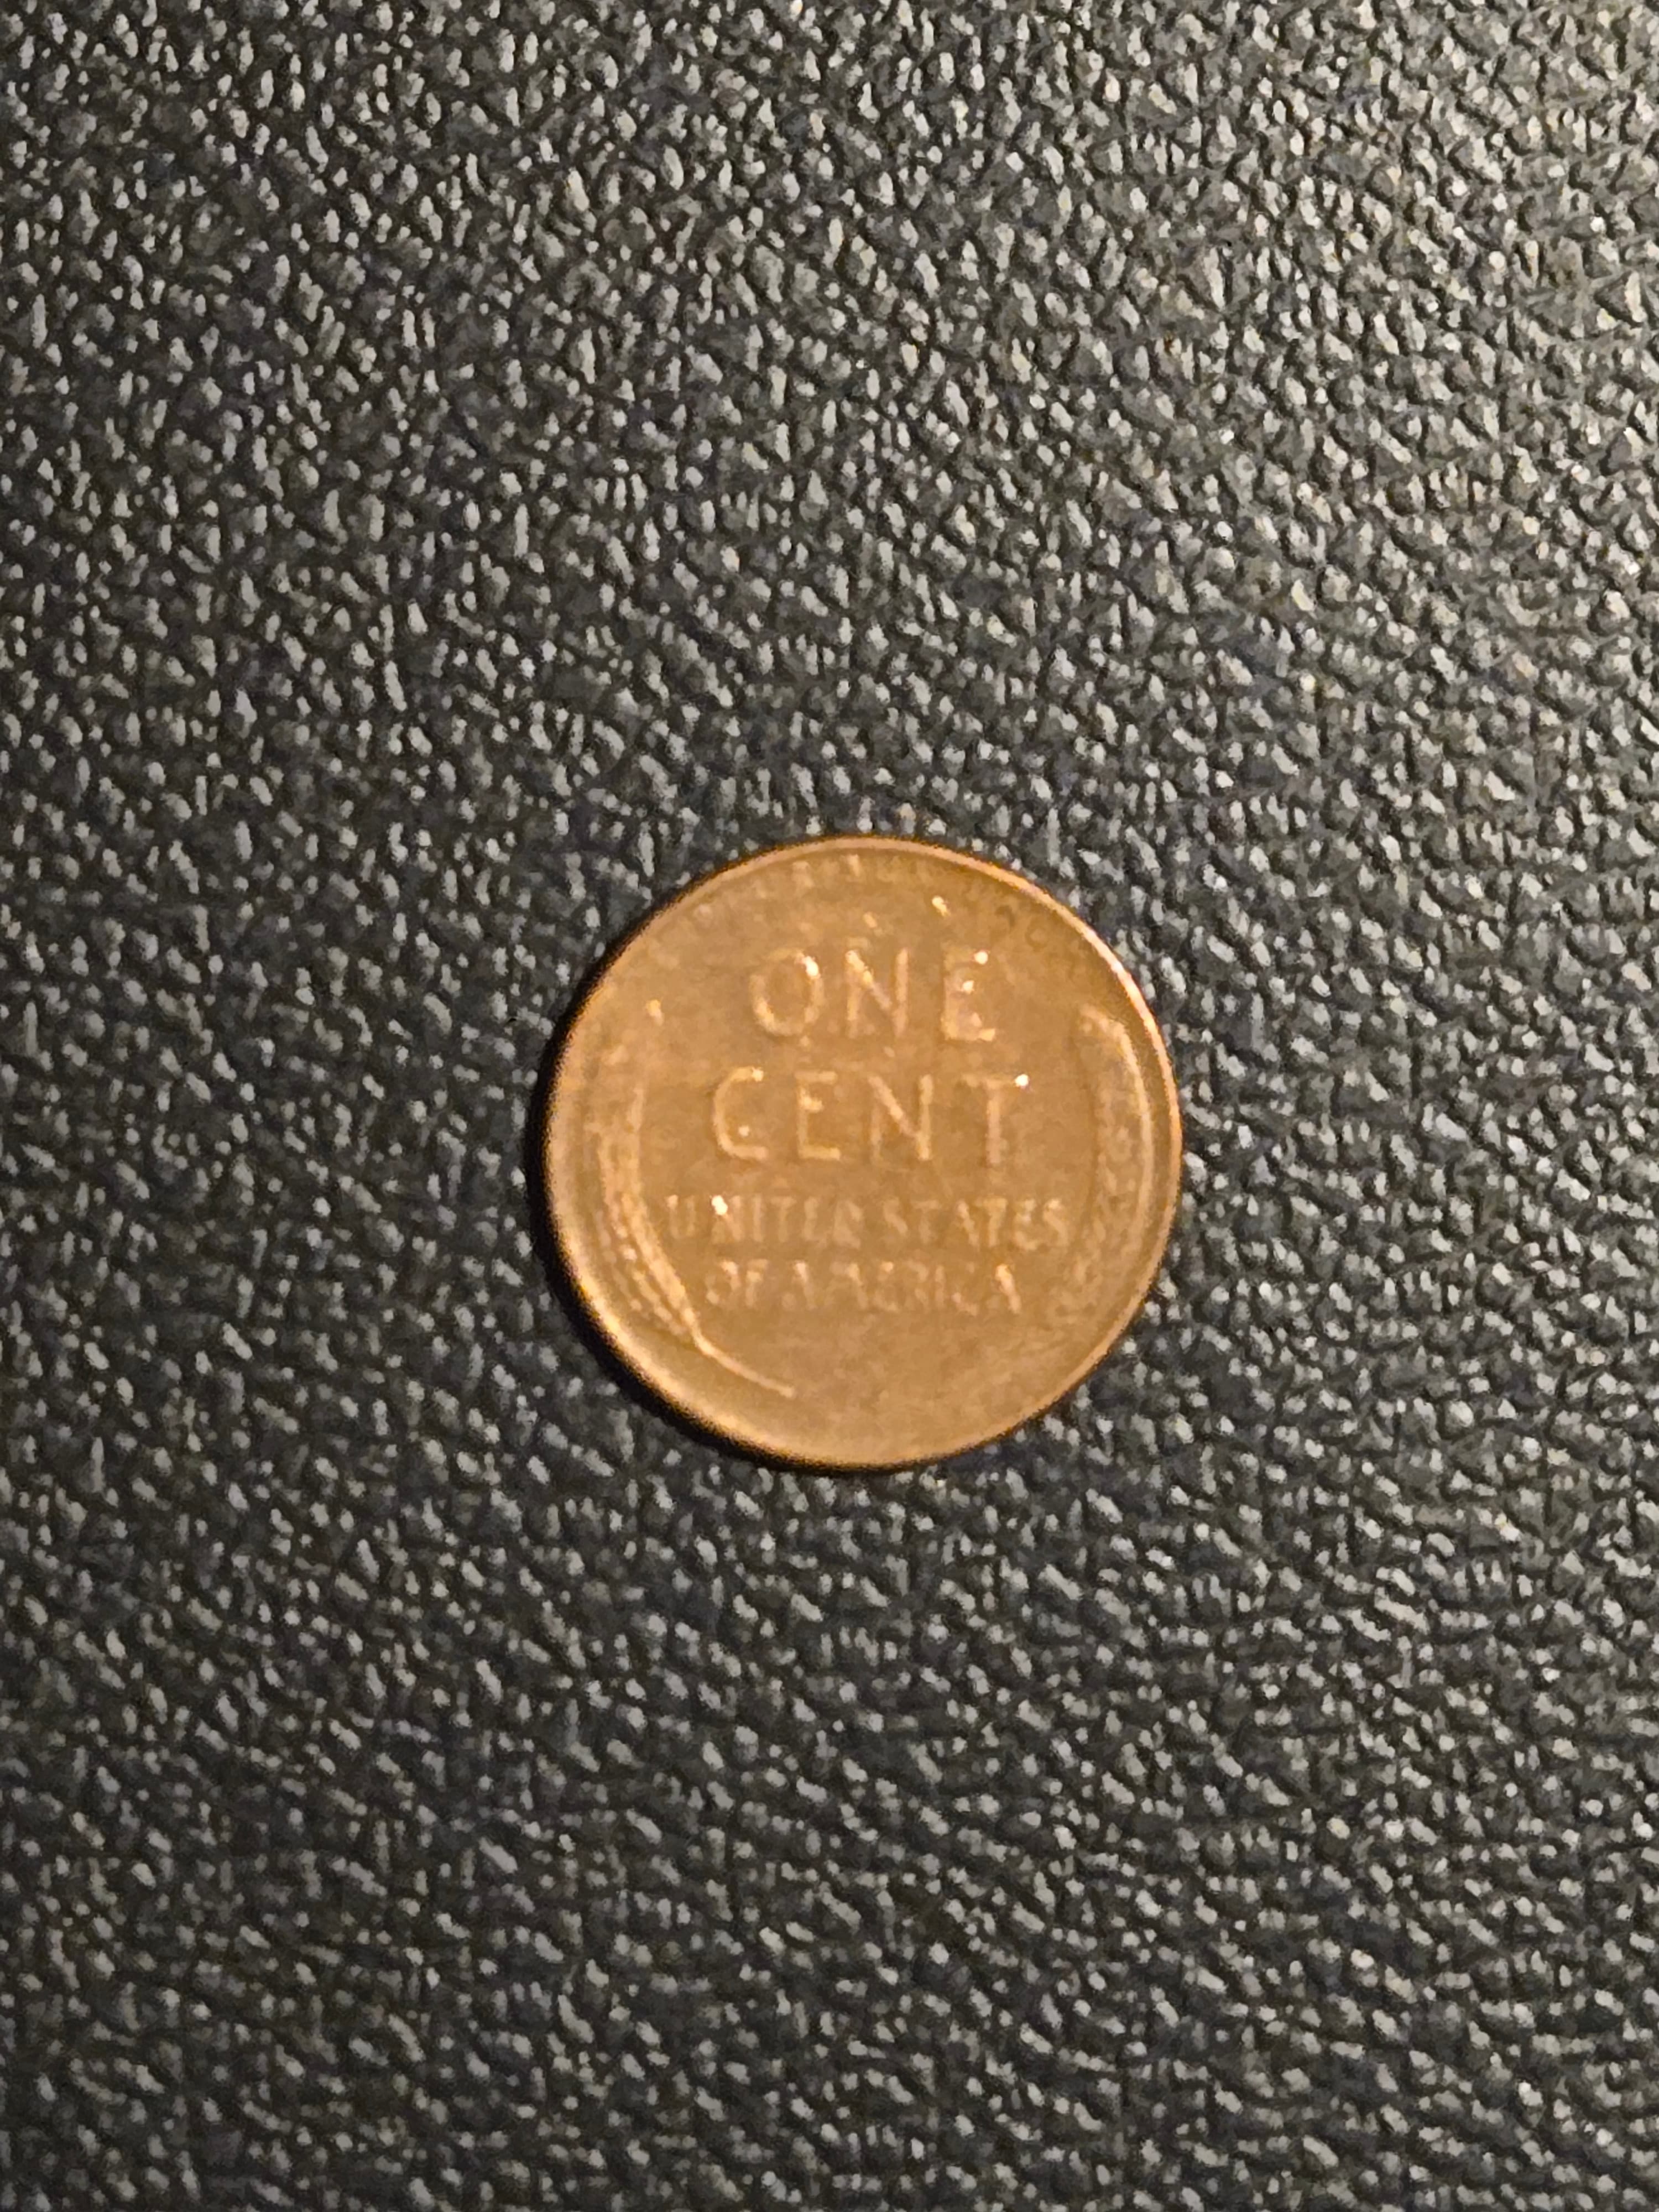 ONE
CENT
UNITED STATES
OF AMERICA